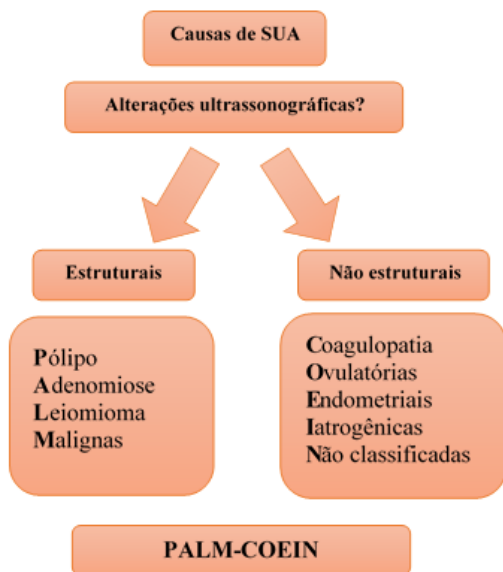 Causas de SUA
Alterações ultrassonográficas?
Estruturais
Não estruturais
Pólipo
Adenomiose
Leiomioma
Malignas
Coagulopatia
Ovulatórias
Endometriais
Iatrogênicas
Não classificadas
PALM-COEIN